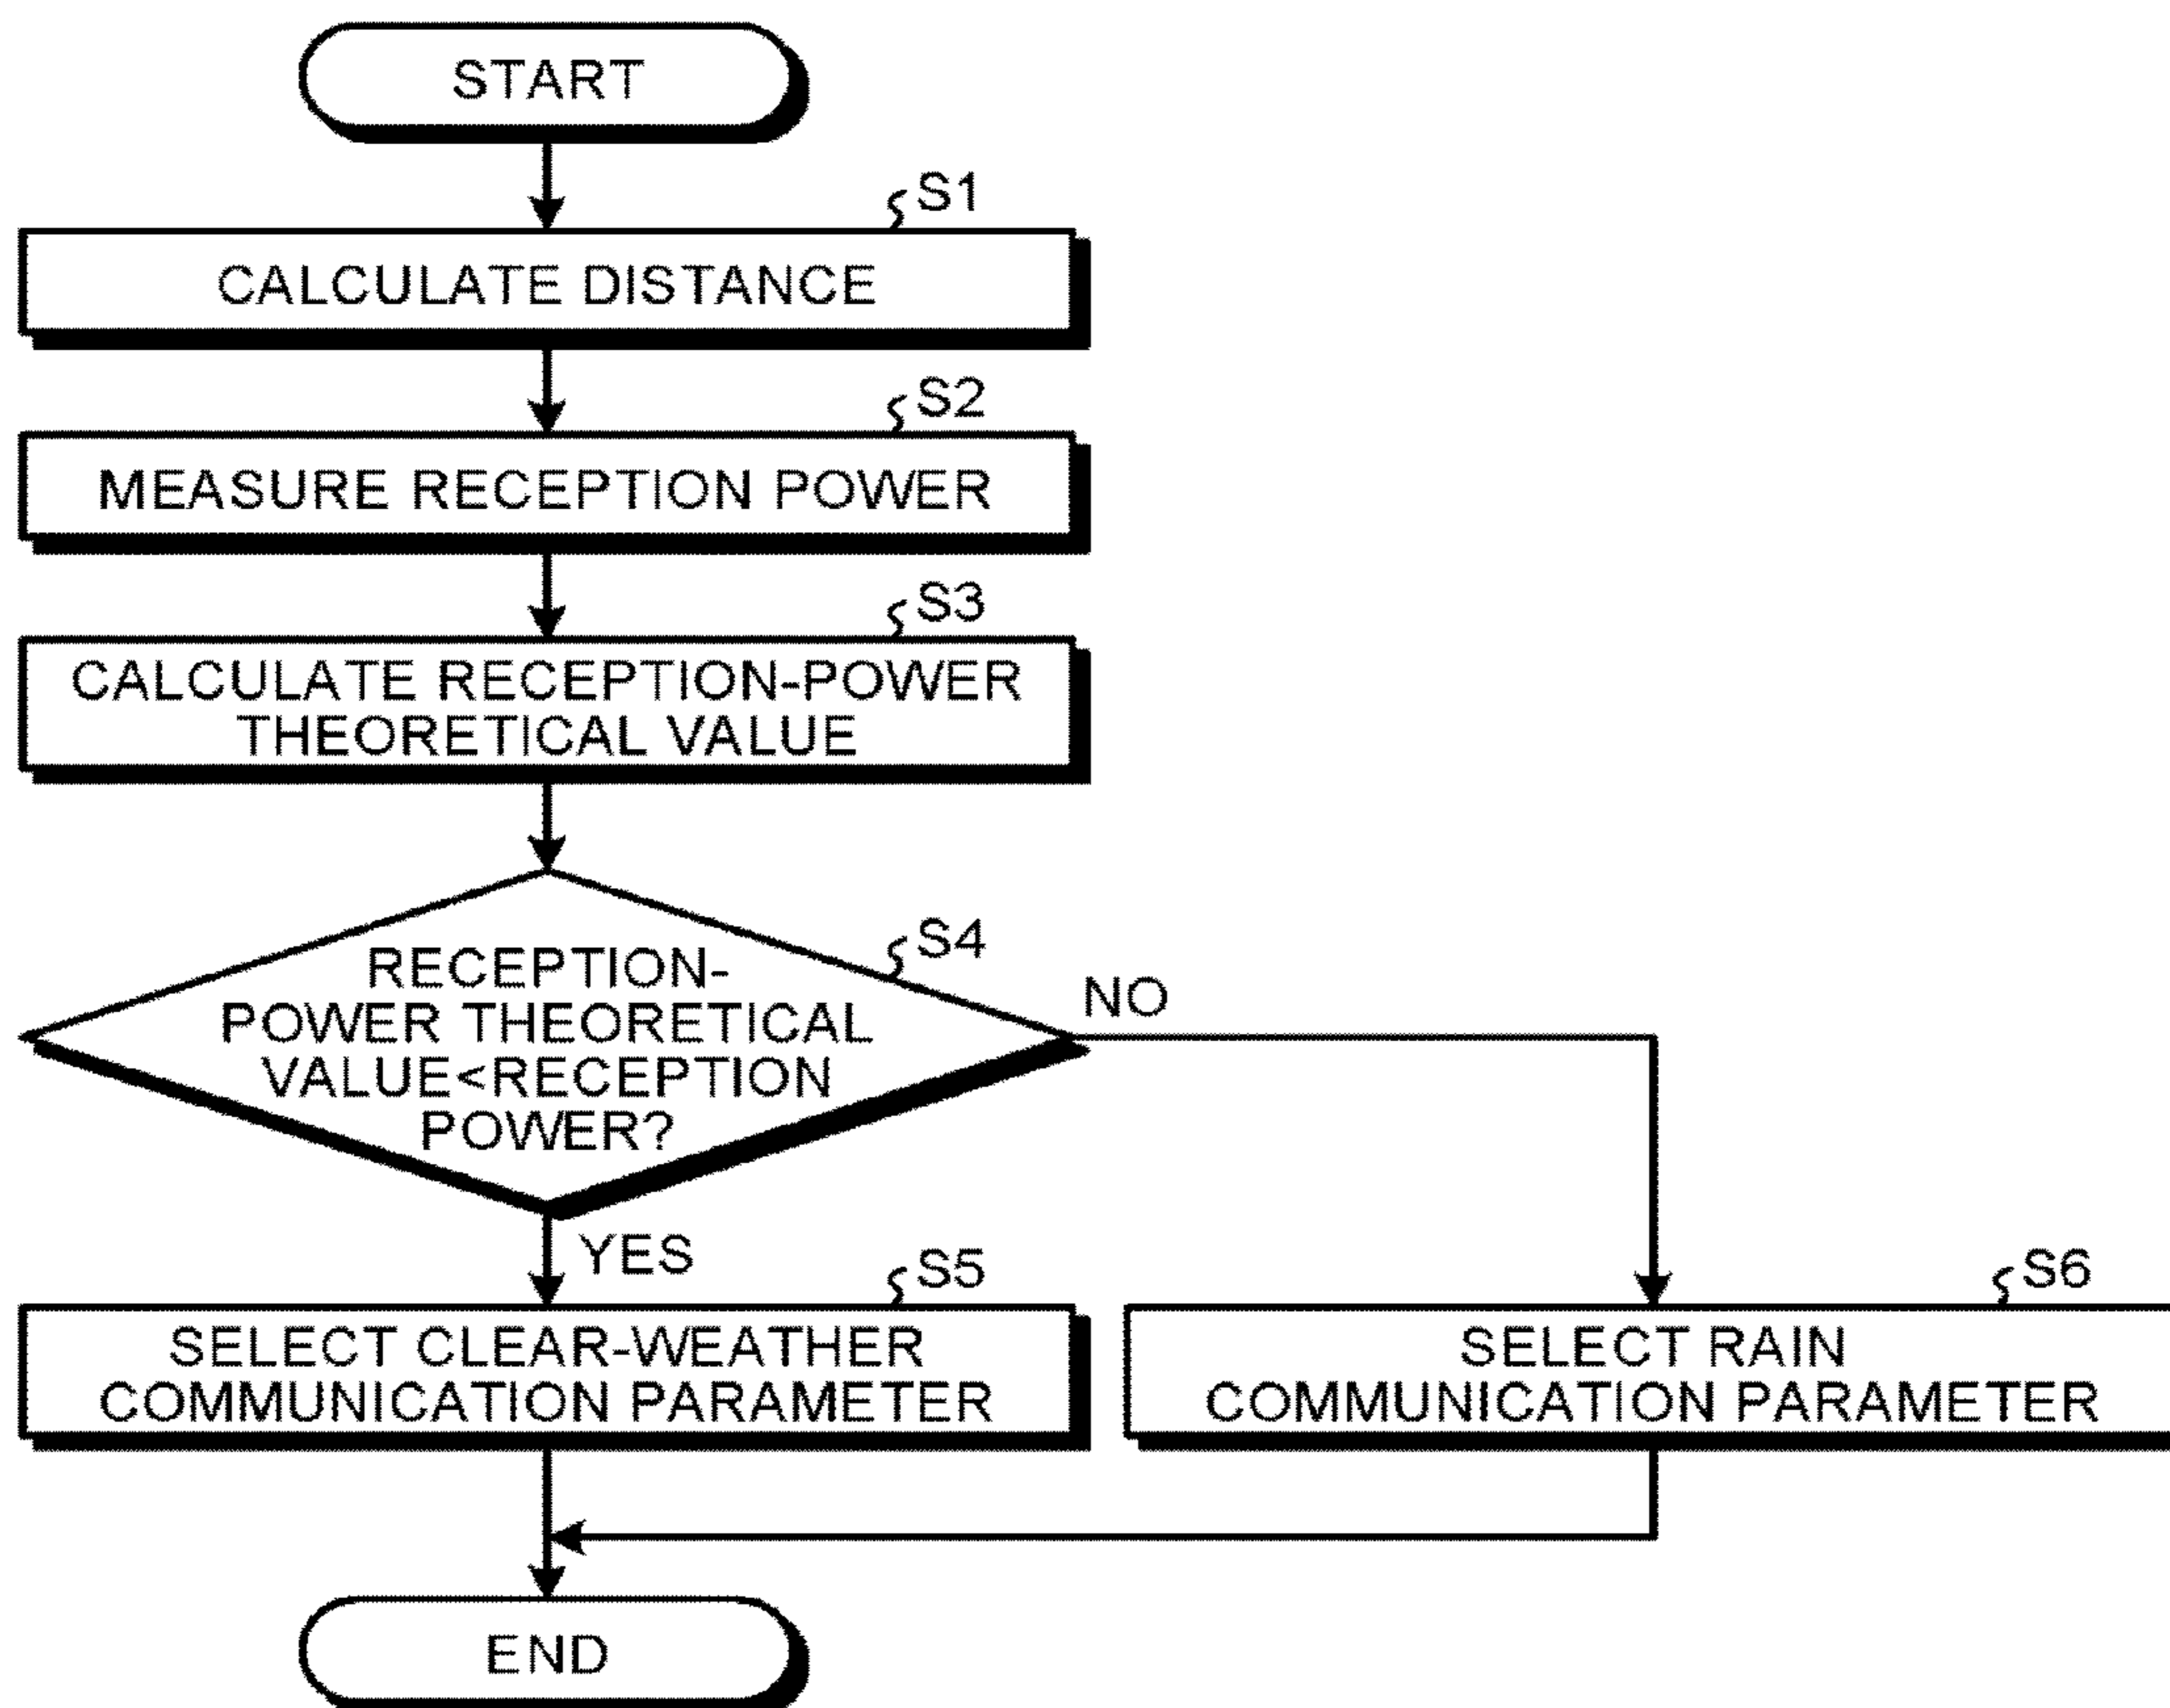 START
S1
CALCULATE DISTANCE
S2
MEASURE RECEPTION POWER
S3
CALCULATE RECEPTION-POWER
THEORETICAL VALUE
S4
RECEPTION-
POWER THEORETICAL
VALUE<RECEPTION
POWER?
NO
YES
S5
SELECT CLEAR-WEATHER
COMMUNICATION PARAMETER
S6
SELECT RAIN
COMMUNICATION PARAMETER
END